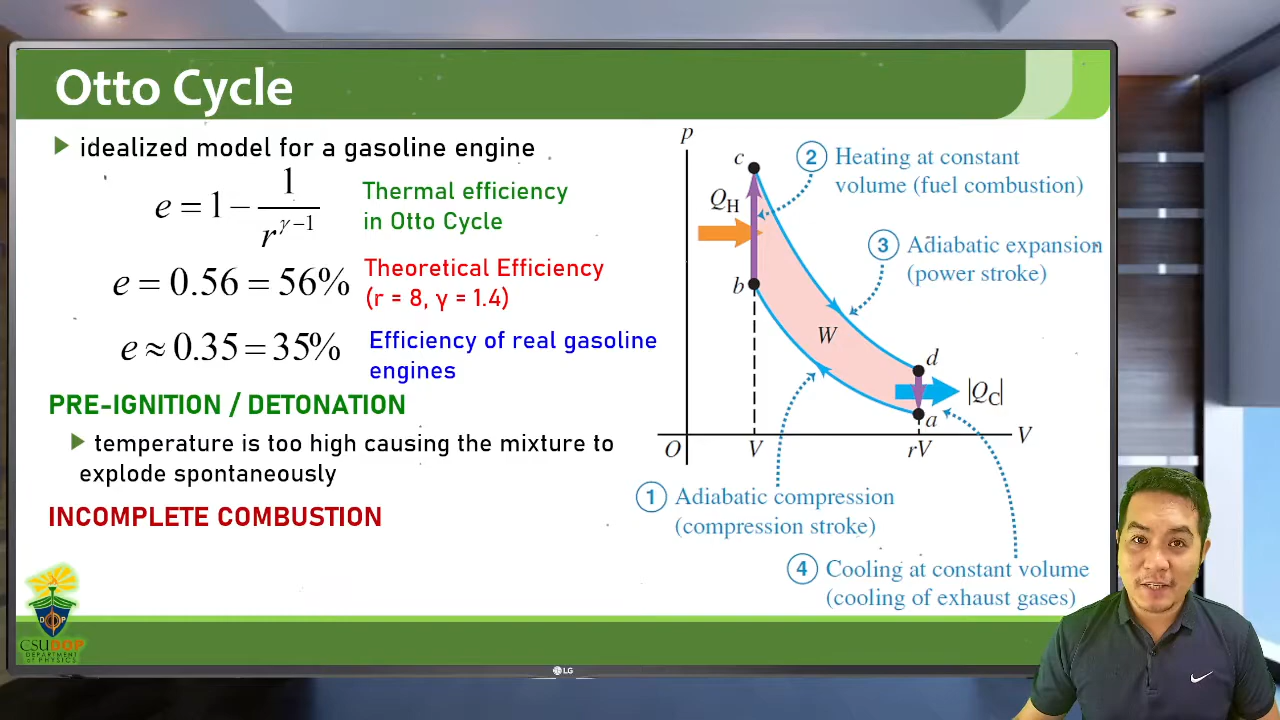 Otto Cycle
idealized model for a gasoline engine
e = 1 − 1 / r^(γ−1)
Thermal efficiency
in Otto Cycle
e = 0.56 = 56%
Theoretical Efficiency
(r = 8, γ = 1.4)
e ≈ 0.35 = 35%
Efficiency of real gasoline
engines
PRE-IGNITION / DETONATION
temperature is too high causing the mixture to
explode spontaneously
INCOMPLETE COMBUSTION
p
c
2 Heating at constant
volume (fuel combustion)
Q_H
3 Adiabatic expansion
(power stroke)
b
W
d
|Q_C|
a
O
V
rV
V
1 Adiabatic compression
(compression stroke)
4 Cooling at constant volume
(cooling of exhaust gases)
D P
CSUDOP
DEPARTMENT
OF PHYSICS
LG